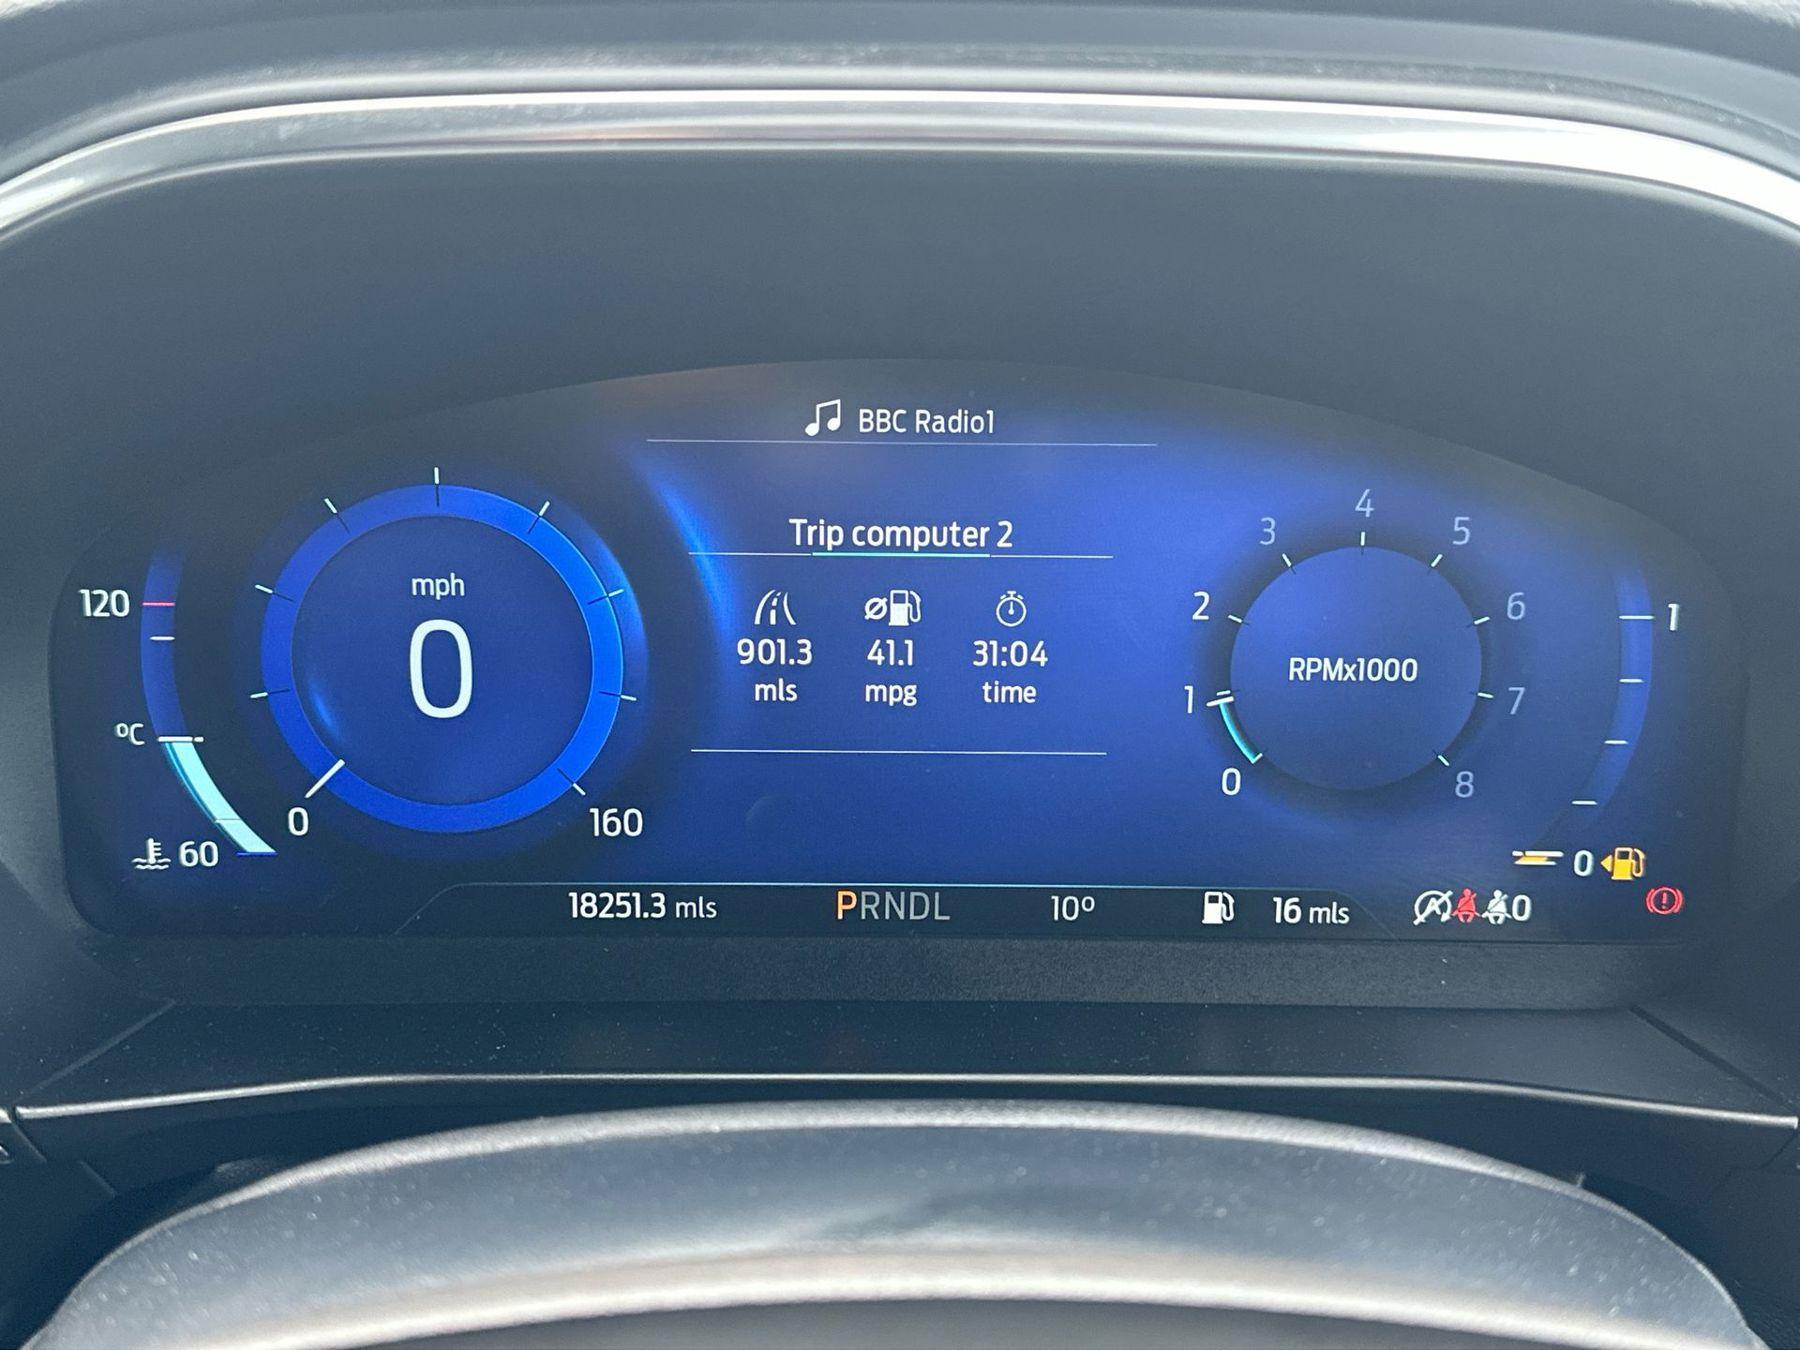 BBC Radio1
Trip computer 2
901.3 41.1 31:04
mls mpg time
120
ºC
60
mph
0
0 160
0 1 2 3 4 5 6 7 8
RPMx1000
1
0
18251.3 mls PRNDL 10º 16 mls A 0